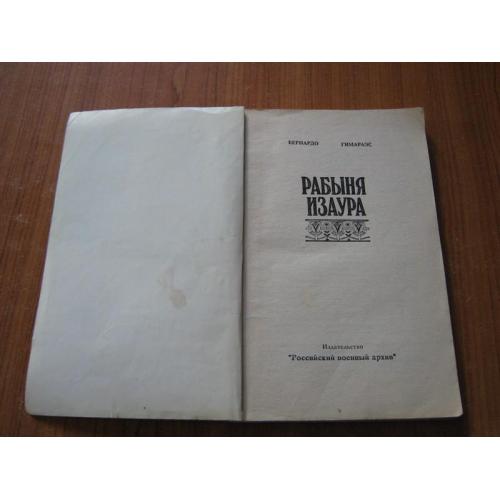 БЕРНАРДО ГИМАРАЭС
РАБЫНЯ
ИЗАУРА
Издательство
"Российский военный архив"